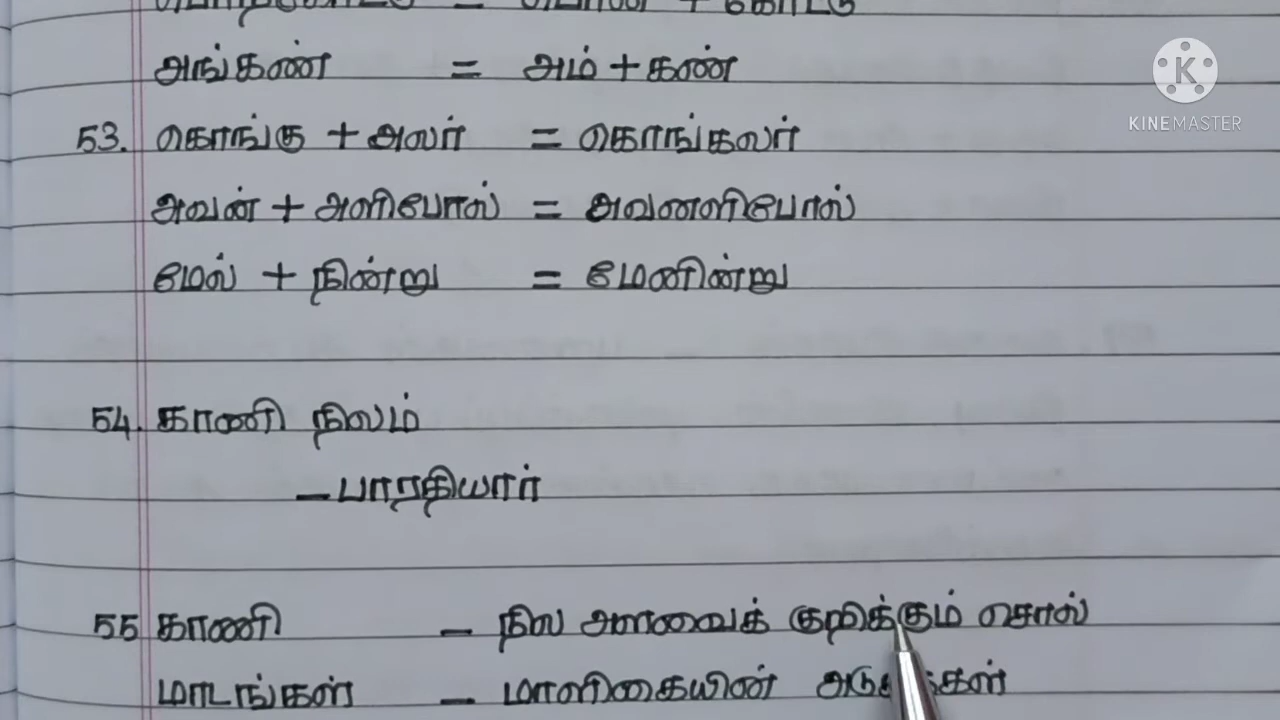 அங்கண் = அம் + கண்
KINEMASTER
53. கொங்கு + அலர் = கொங்கலர்
அவன் + அளிபோல் = அவனளிபோல்
மேல் + நின்று = மேனின்று
54. காணி நிலம்
– பாரதியார்
55 காணி – நில அளவைக் குறிக்கும் சொல்
மாடங்கள் – மாளிகையின்